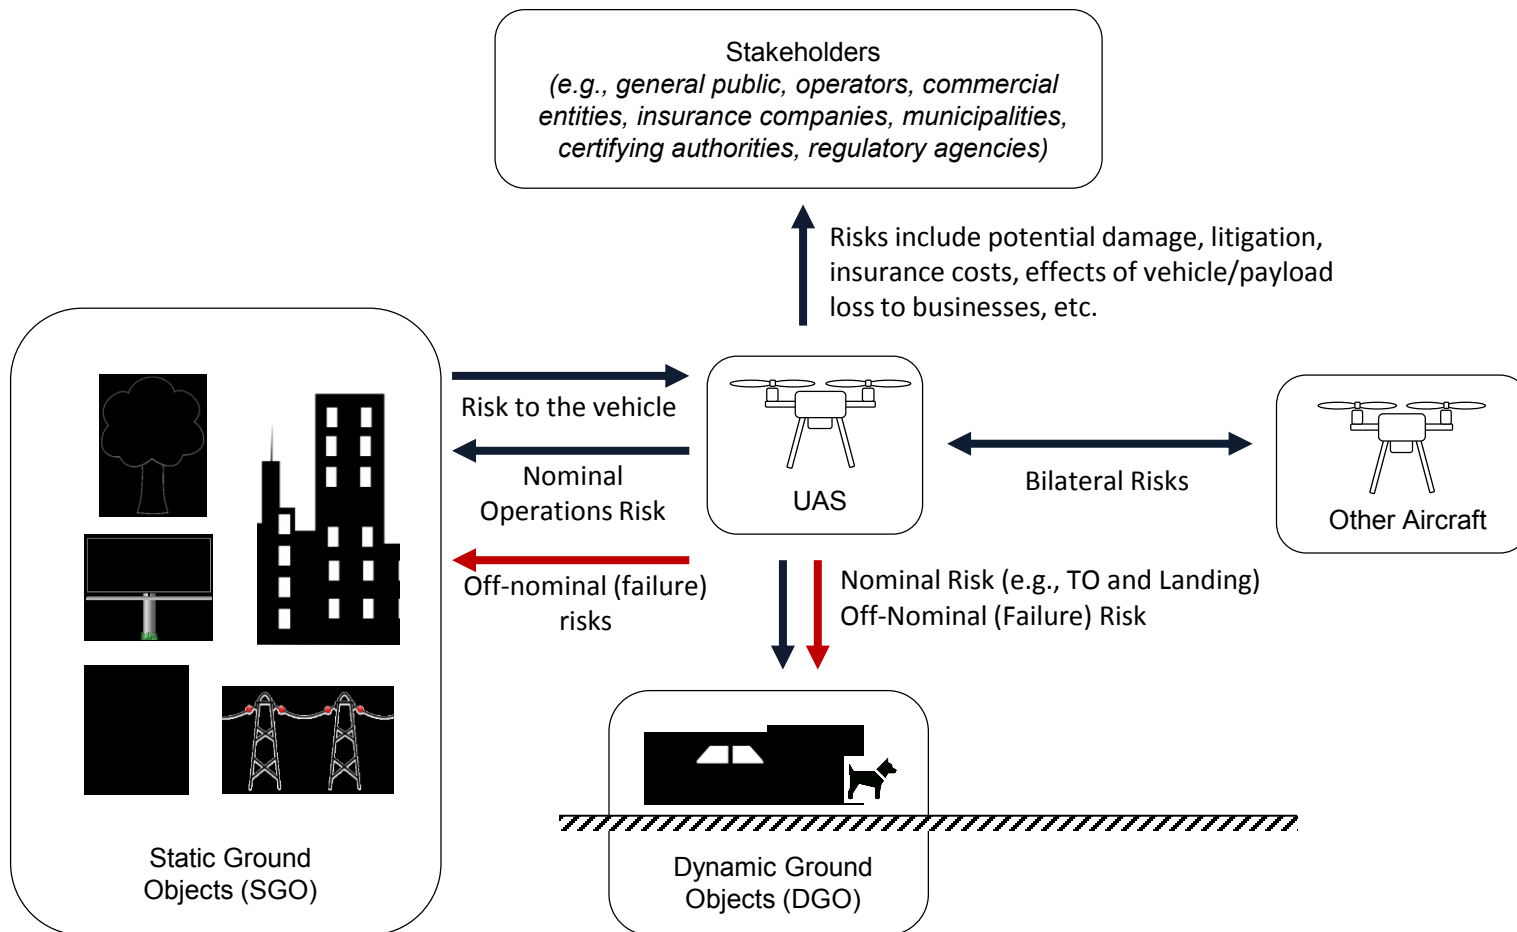 Stakeholders
(e.g., general public, operators, commercial
entities, insurance companies, municipalities,
certifying authorities, regulatory agencies)
Risks include potential damage, litigation,
insurance costs, effects of vehicle/payload
loss to businesses, etc.
Risk to the vehicle
Nominal
Operations Risk
Off-nominal (failure)
risks
UAS
Bilateral Risks
Other Aircraft
Nominal Risk (e.g., TO and Landing)
Off-Nominal (Failure) Risk
Static Ground
Objects (SGO)
Dynamic Ground
Objects (DGO)